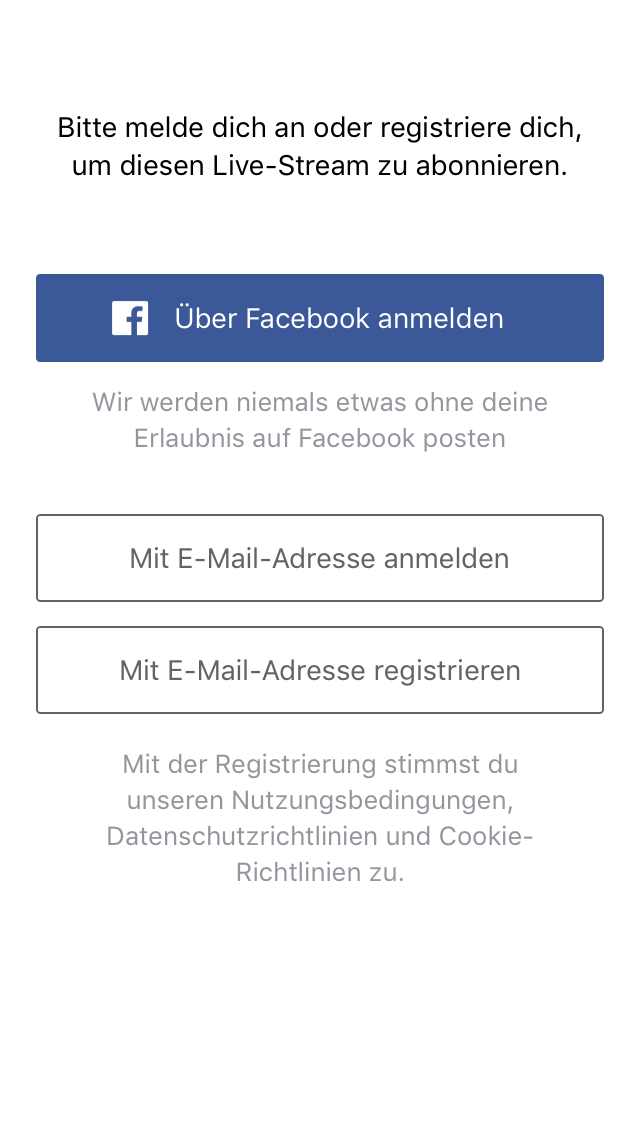 Bitte melde dich an oder registriere dich,
um diesen Live-Stream zu abonnieren.
Über Facebook anmelden
Wir werden niemals etwas ohne deine
Erlaubnis auf Facebook posten
Mit E-Mail-Adresse anmelden
Mit E-Mail-Adresse registrieren
Mit der Registrierung stimmst du
unseren Nutzungsbedingungen,
Datenschutzrichtlinien und Cookie-
Richtlinien zu.